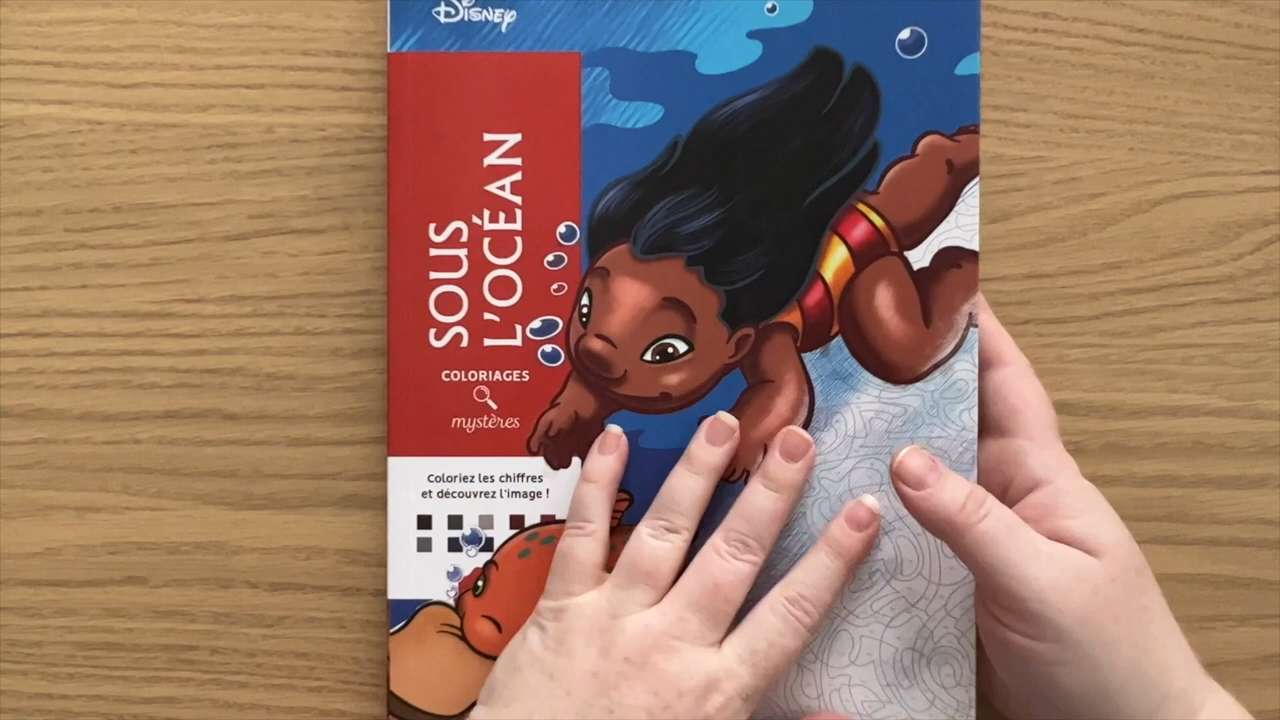 Disney
SOUS
L'OCÉAN
COLORIAGES
mystères
Coloriez les chiffres
et découvrez l'image !